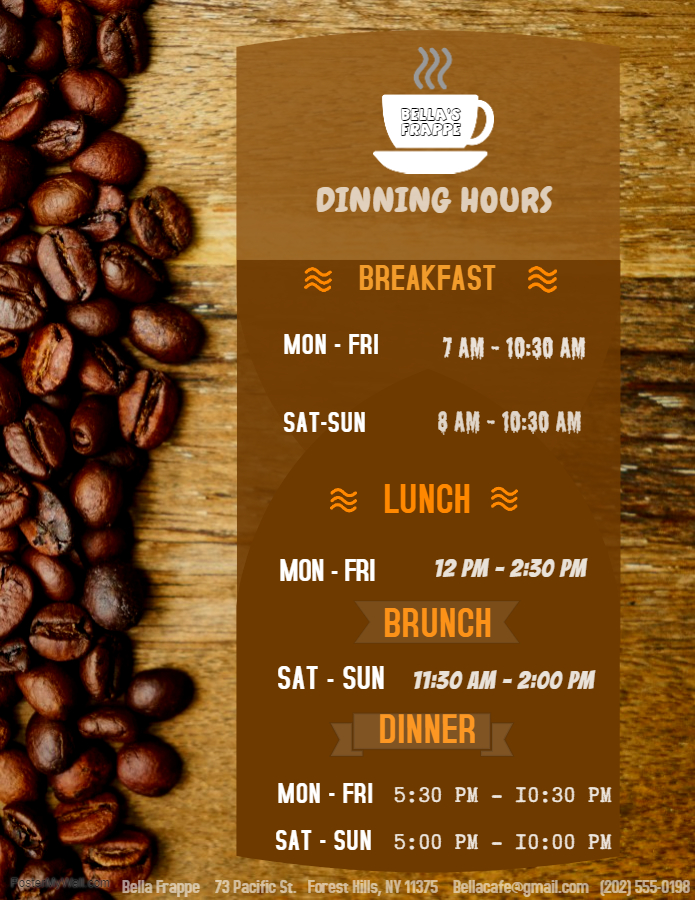 BELLA'S
FRAPPE
DINNING HOURS
BREAKFAST
MON - FRI 7 AM - 10:30 AM
SAT-SUN 8 AM - 10:30 AM
LUNCH
MON - FRI 12 PM - 2:30 PM
BRUNCH
SAT - SUN 11:30 AM - 2:00 PM
DINNER
MON - FRI 5:30 PM - 10:30 PM
SAT - SUN 5:00 PM - 10:00 PM
PosterMyWall.com Bella Frappe 73 Pacific St. Forest Hills, NY 11375 Bellacafe@gmail.com (202) 555-0198